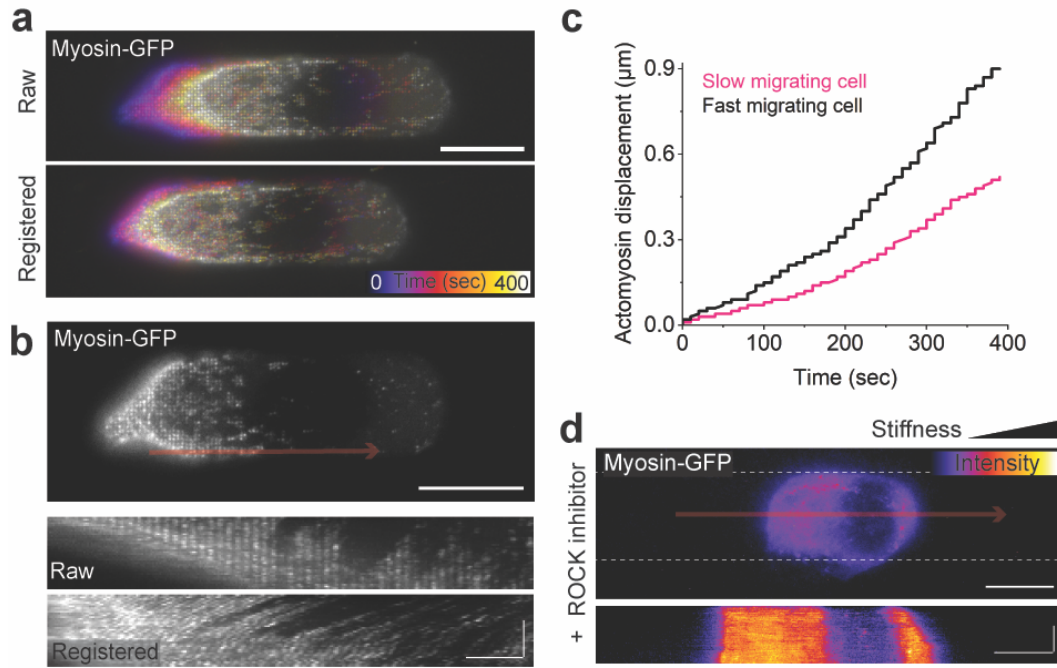 a
Raw
Myosin-GFP
Registered
0 Time (sec) 400
b
Myosin-GFP
Raw
Registered
c
Actomyosin displacement (μm)
0.9
0.6
0.3
0.0
Slow migrating cell
Fast migrating cell
0 100 200 300 400
Time (sec)
d
Stiffness
+ ROCK inhibitor
Myosin-GFP
Intensity